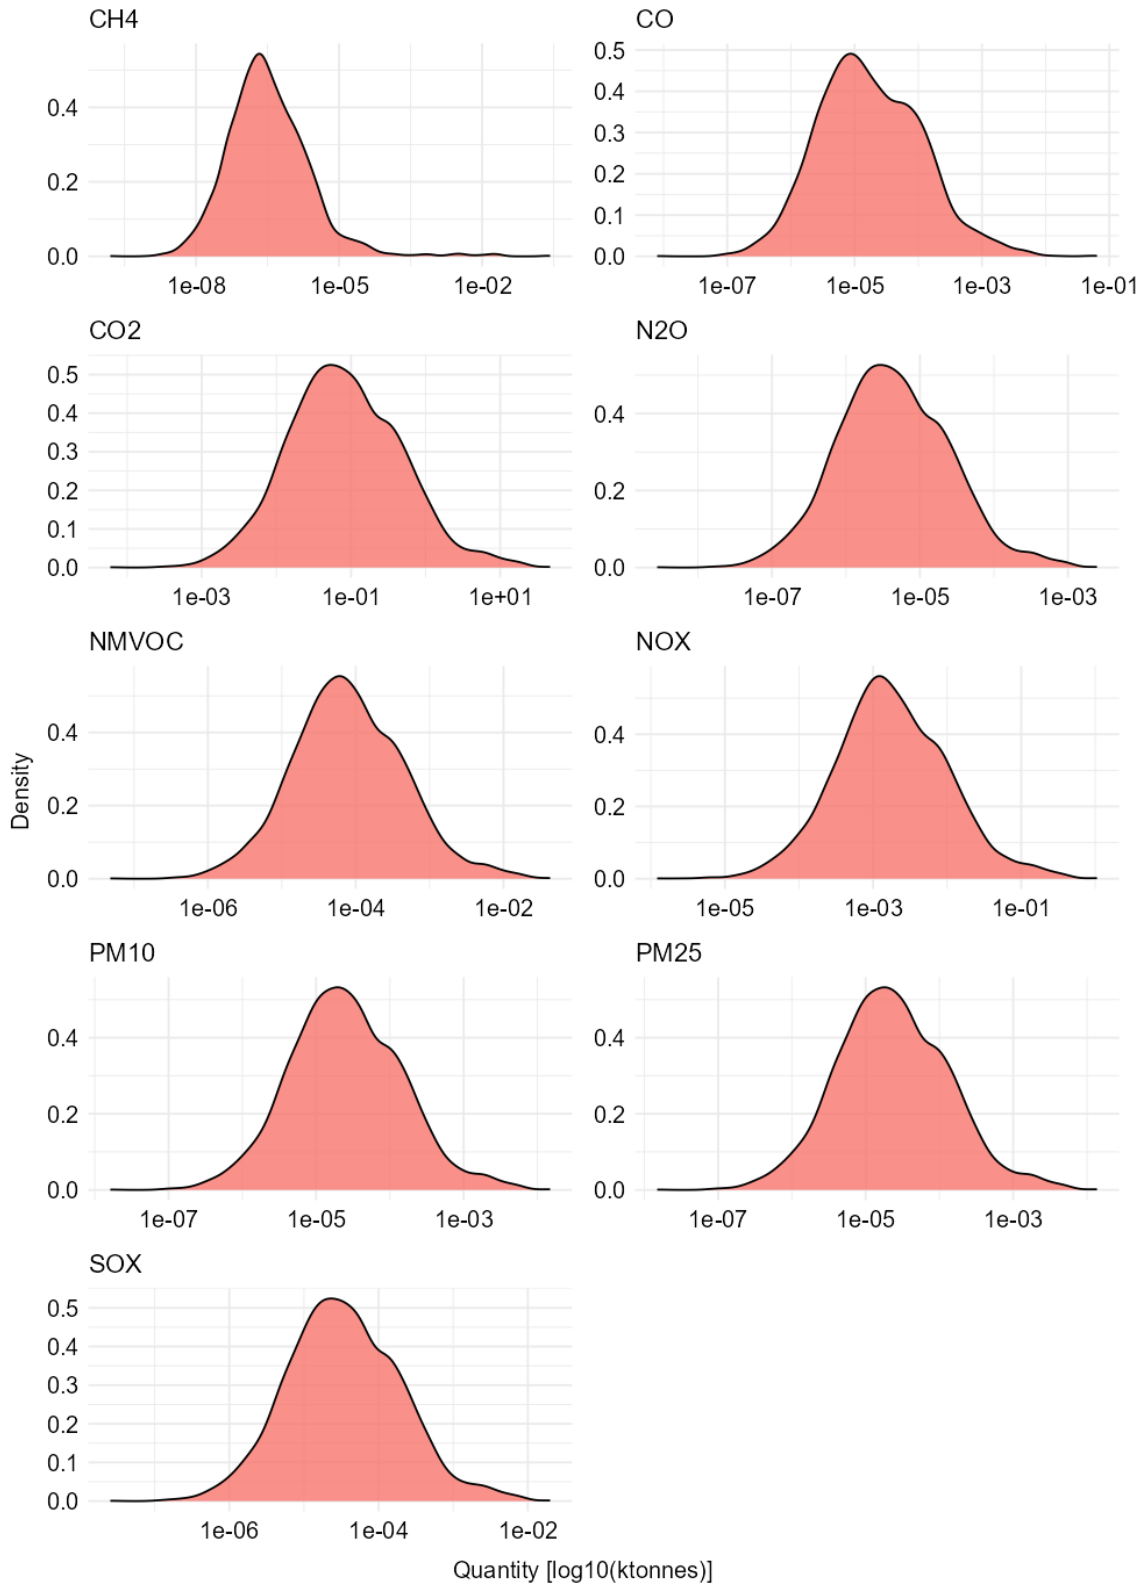 CH4
0.4
0.2
0.0
1e-08 1e-05 1e-02
CO
0.5
0.4
0.3
0.2
0.1
0.0
1e-07 1e-05 1e-03 1e-01
CO2
0.5
0.4
0.3
0.2
0.1
0.0
1e-03 1e-01 1e+01
N2O
0.4
0.2
0.0
1e-07 1e-05 1e-03
NMVOC
0.4
0.2
0.0
1e-06 1e-04 1e-02
NOX
0.4
0.2
0.0
1e-05 1e-03 1e-01
Density
PM10
0.4
0.2
0.0
1e-07 1e-05 1e-03
PM25
0.4
0.2
0.0
1e-07 1e-05 1e-03
SOX
0.5
0.4
0.3
0.2
0.1
0.0
1e-06 1e-04 1e-02
Quantity [log10(ktonnes)]